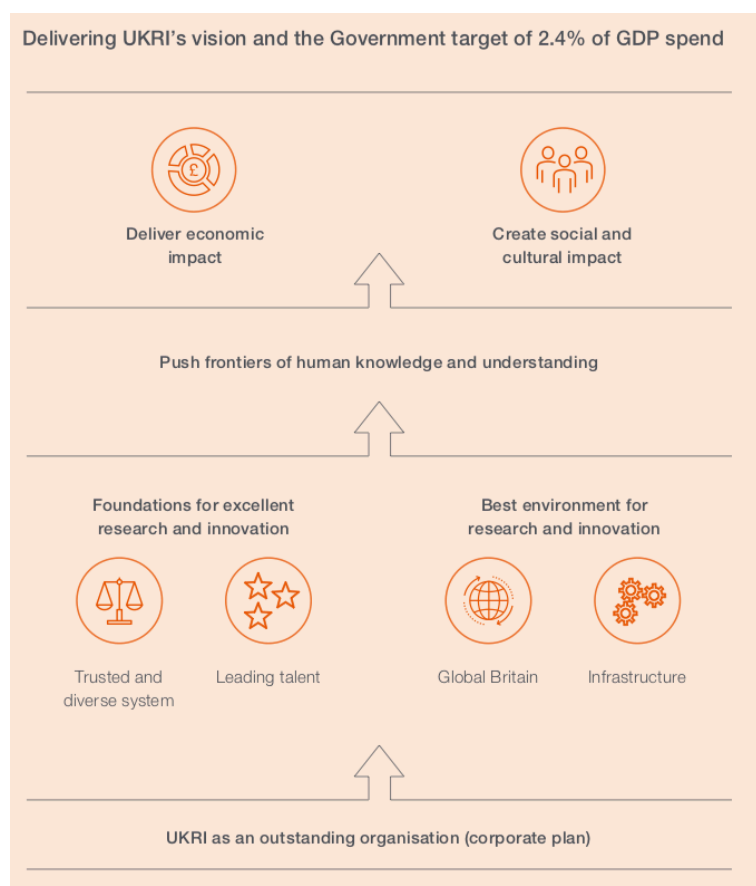 Delivering UKRI’s vision and the Government target of 2.4% of GDP spend
£
Deliver economic
impact
Create social and
cultural impact
Push frontiers of human knowledge and understanding
Foundations for excellent
research and innovation
Best environment for
research and innovation
Trusted and
diverse system
Leading talent
Global Britain
Infrastructure
UKRI as an outstanding organisation (corporate plan)